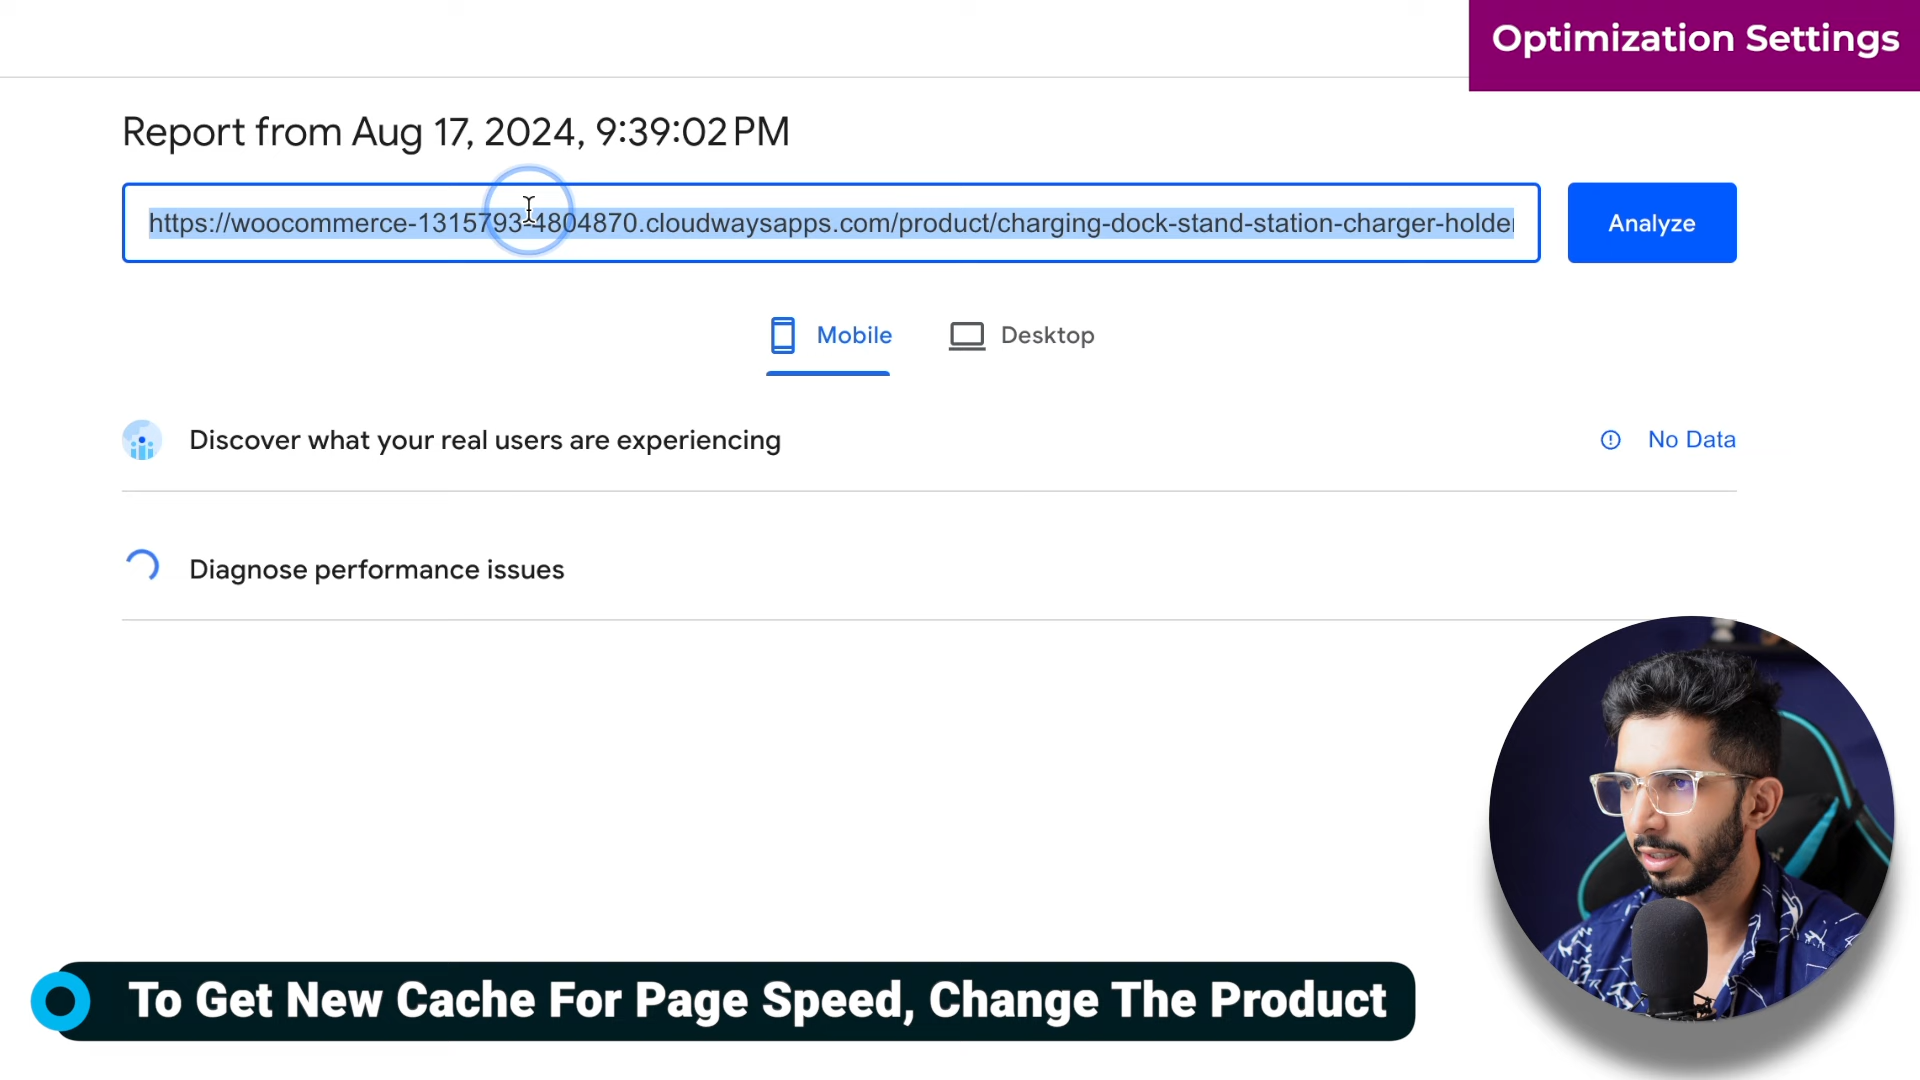 Optimization Settings
Report from Aug 17, 2024, 9:39:02 PM
https://woocommerce-1315793-4804870.cloudwaysapps.com/product/charging-dock-stand-station-charger-holder
Analyze
Mobile
Desktop
Discover what your real users are experiencing
No Data
Diagnose performance issues
To Get New Cache For Page Speed, Change The Product